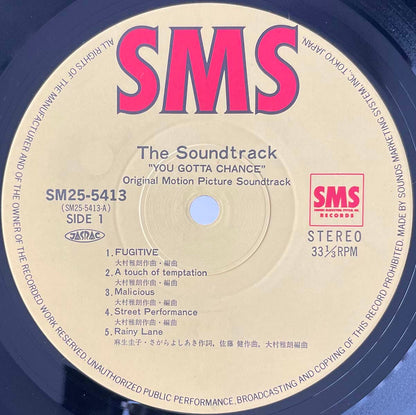 SMS
The Soundtrack
"YOU GOTTA CHANCE"
Original Motion Picture Soundtrack
SM25-5413
(SM25-5413-A)
SIDE 1
JASRAC
SMS
RECORDS
STEREO
33 1/3 RPM
1. FUGITIVE
大村雅朗作曲・編曲
2. A touch of temptation
大村雅朗作曲・編曲
3. Malicious
大村雅朗作曲・編曲
4. Street Performance
大村雅朗作曲・編曲
5. Rainy Lane
麻生圭子・さがらよしあき作詞, 佐藤 健作曲, 大村雅朗編曲
ALL RIGHTS OF THE MANUFACTURER AND OF THE OWNER OF THE RECORDED WORK RESERVED. UNAUTHORIZED PUBLIC PERFORMANCE, BROADCASTING AND COPYING OF THIS RECORD PROHIBITED. MADE BY SOUNDS MARKETING SYSTEM, INC. TOKYO JAPAN.